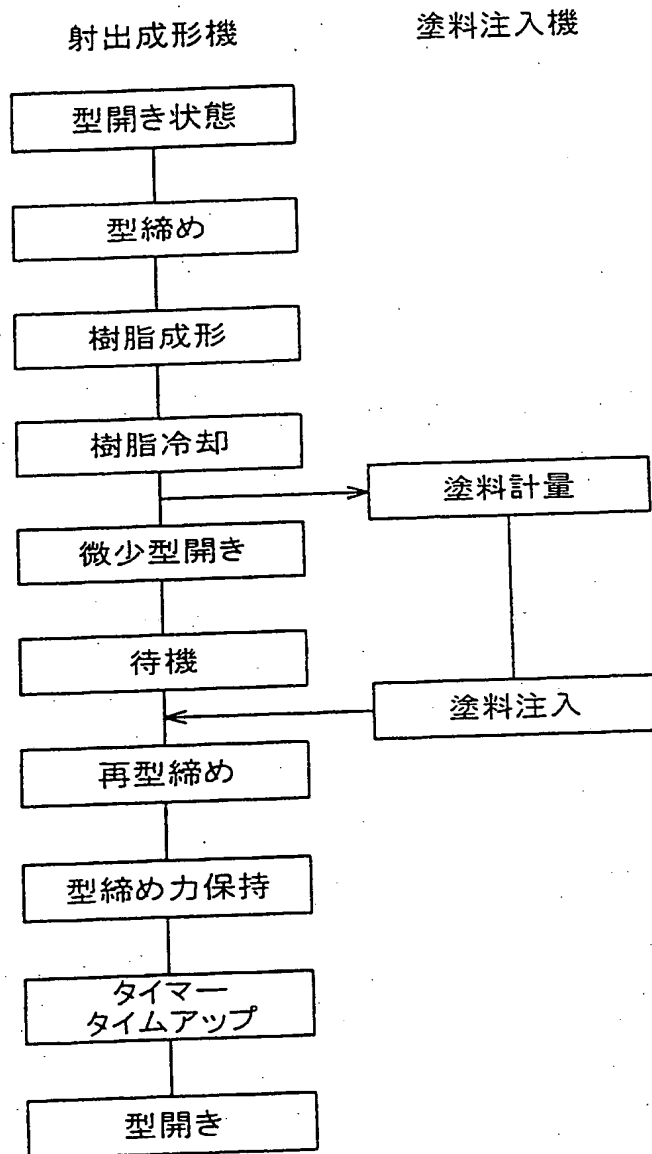 射出成形機
塗料注入機
型開き状態
型締め
樹脂成形
樹脂冷却
塗料計量
微少型開き
待機
塗料注入
再型締め
型締め力保持
タイマー
タイムアップ
型開き